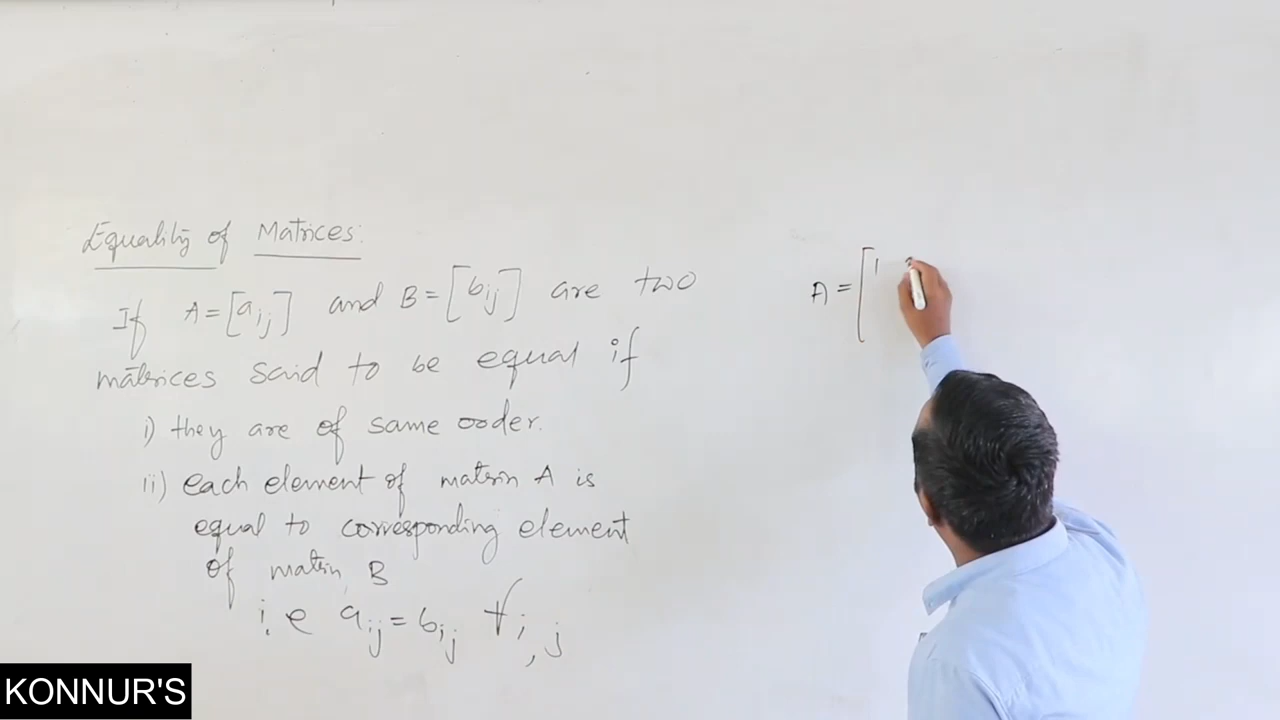 Equality of Matrices:
If A = [aij] and B = [bij] are two
matrices said to be equal if
i) they are of same order.
ii) each element of matrix A is
equal to corresponding element
of matrix B
i.e aij = bij ∀ i, j
A = [ 1
KONNUR'S